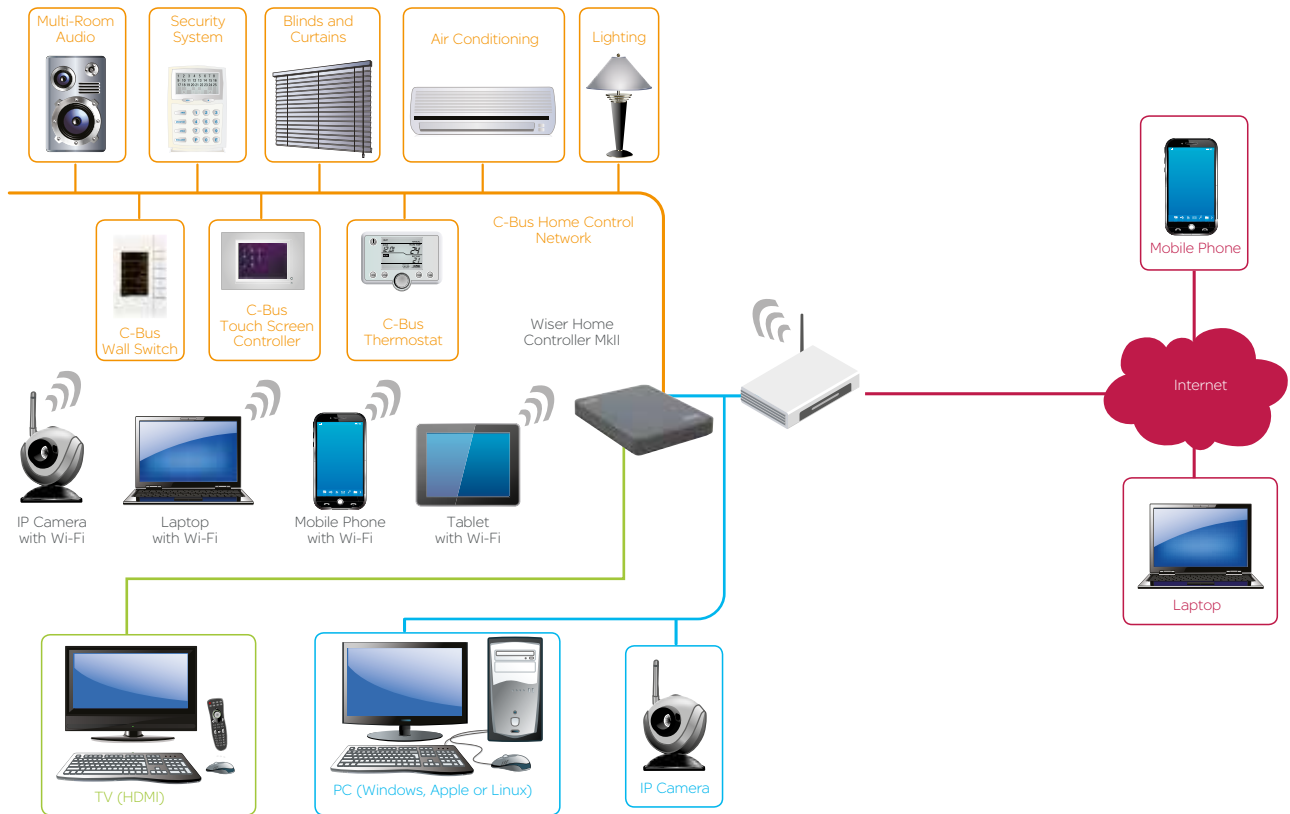 Multi-Room
Audio
Security
System
Blinds and
Curtains
Air Conditioning
Lighting
C-Bus Home Control
Network
C-Bus
Wall Switch
C-Bus
Touch Screen
Controller
C-Bus
Thermostat
Wiser Home
Controller MkII
Mobile Phone
Internet
Laptop
IP Camera
with Wi-Fi
Laptop
with Wi-Fi
Mobile Phone
with Wi-Fi
Tablet
with Wi-Fi
TV (HDMI)
PC (Windows, Apple or Linux)
IP Camera